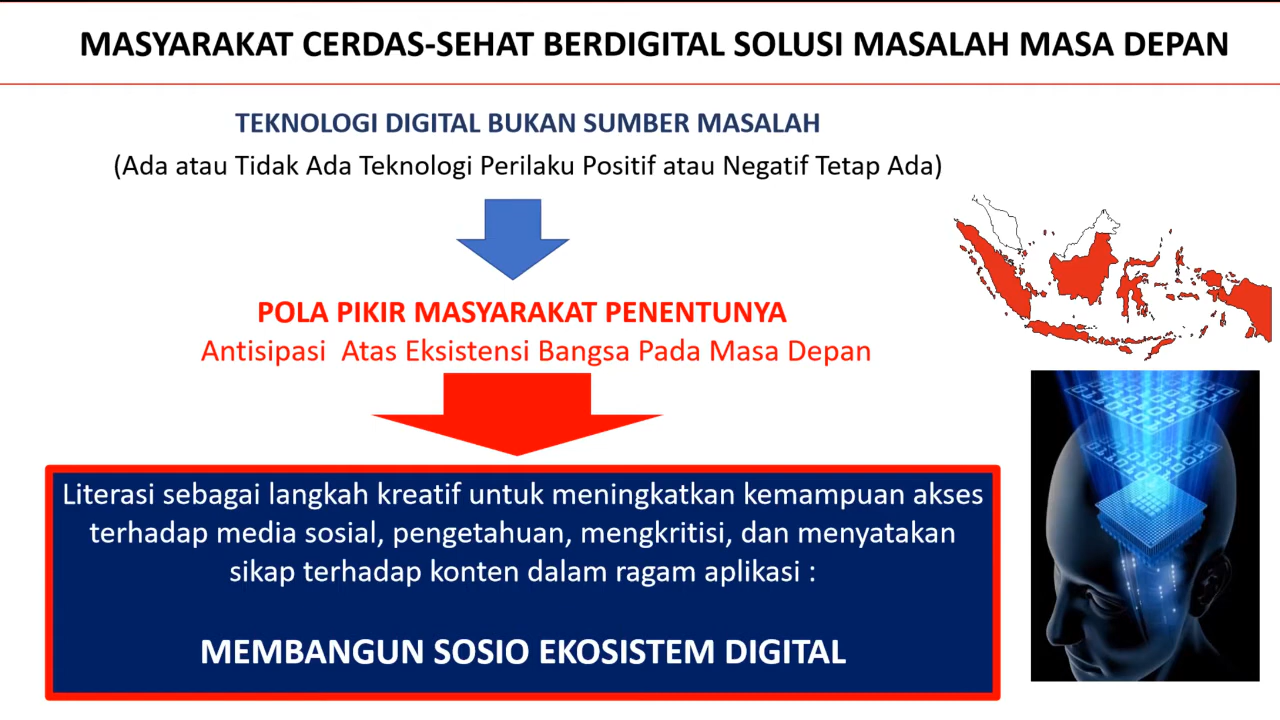 MASYARAKAT CERDAS-SEHAT BERDIGITAL SOLUSI MASALAH MASA DEPAN
TEKNOLOGI DIGITAL BUKAN SUMBER MASALAH
(Ada atau Tidak Ada Teknologi Perilaku Positif atau Negatif Tetap Ada)
POLA PIKIR MASYARAKAT PENENTUNYA
Antisipasi Atas Eksistensi Bangsa Pada Masa Depan
Literasi sebagai langkah kreatif untuk meningkatkan kemampuan akses
terhadap media sosial, pengetahuan, mengkritisi, dan menyatakan
sikap terhadap konten dalam ragam aplikasi :
MEMBANGUN SOSIO EKOSISTEM DIGITAL